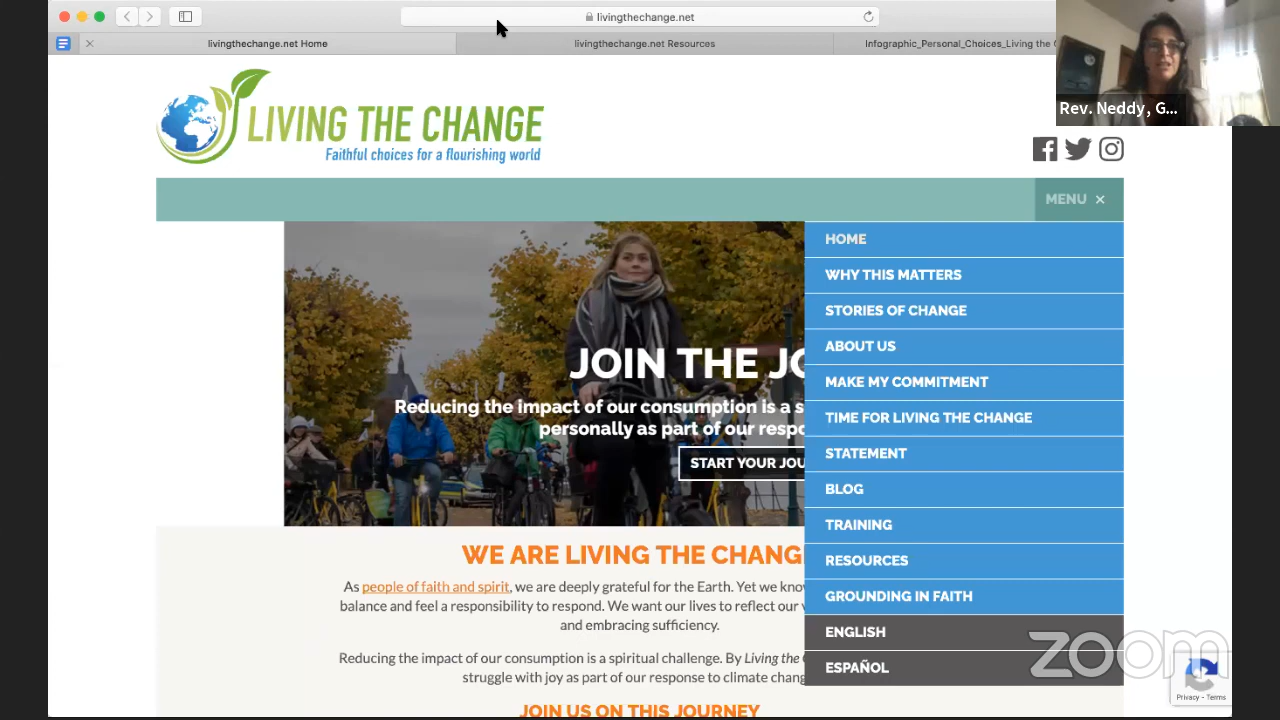 livingthechange.net
livingthechange.net Home
livingthechange.net Resources
Infographic_Personal_Choices_Living the
Rev. Neddy, G...
LIVING THE CHANGE
Faithful choices for a flourishing world
MENU ×
HOME
WHY THIS MATTERS
STORIES OF CHANGE
ABOUT US
MAKE MY COMMITMENT
TIME FOR LIVING THE CHANGE
STATEMENT
BLOG
TRAINING
RESOURCES
GROUNDING IN FAITH
ENGLISH
ESPAÑOL
JOIN THE JO
Reducing the impact of our consumption is a s
personally as part of our respo
START YOUR JOU
WE ARE LIVING THE CHANG
As people of faith and spirit, we are deeply grateful for the Earth. Yet we know
balance and feel a responsibility to respond. We want our lives to reflect our v
and embracing sufficiency.
Reducing the impact of our consumption is a spiritual challenge. By Living the C
struggle with joy as part of our response to climate chang
JOIN US ON THIS JOURNEY
zoom
Privacy - Terms